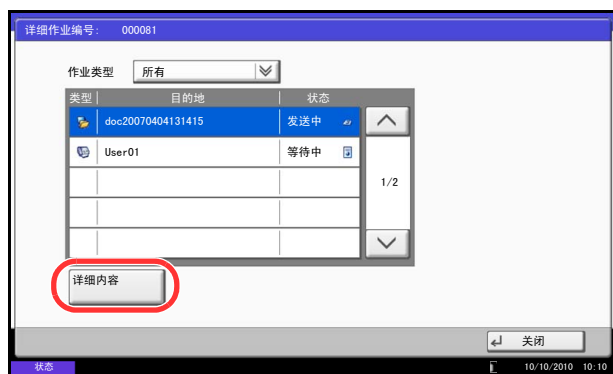 详细作业编号: 000081
作业类型 所有
类型 目的地 状态
doc20070404131415 发送中
User01 等待中
1/2
详细内容
关闭
状态 10/10/2010 10:10